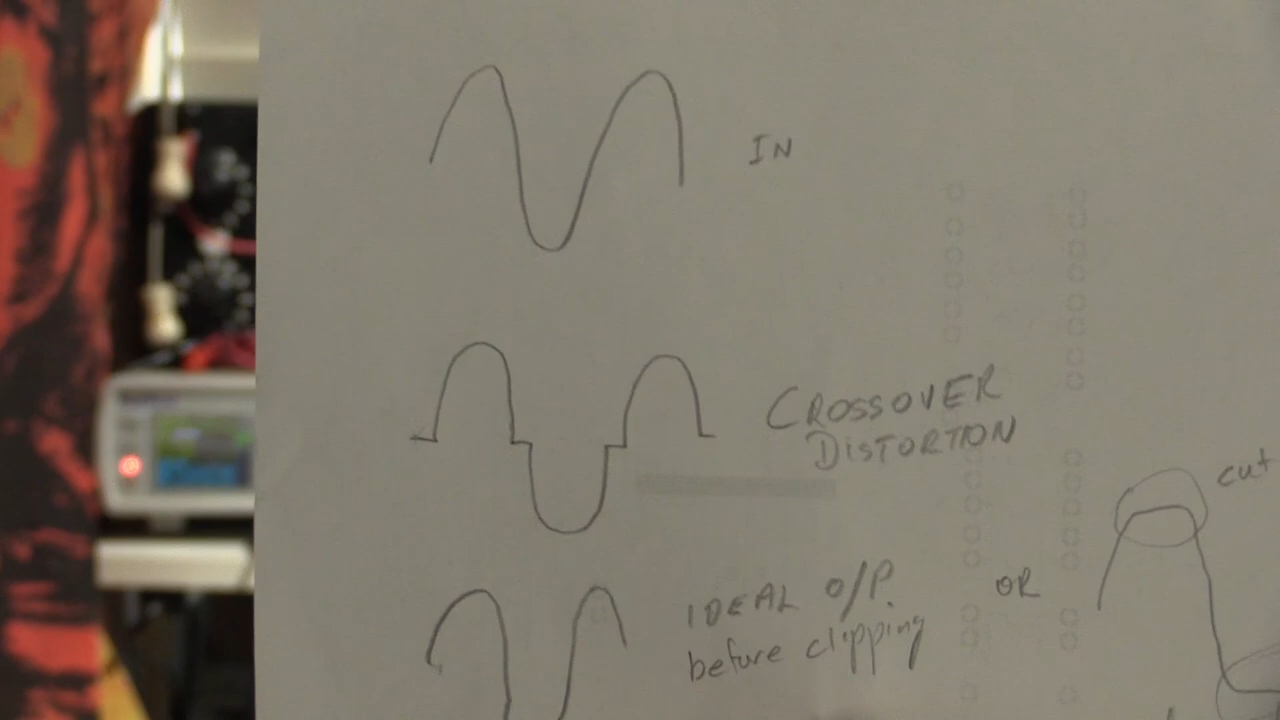 IN
CROSSOVER
DISTORTION
IDEAL O/P.
before clipping
OR
cut